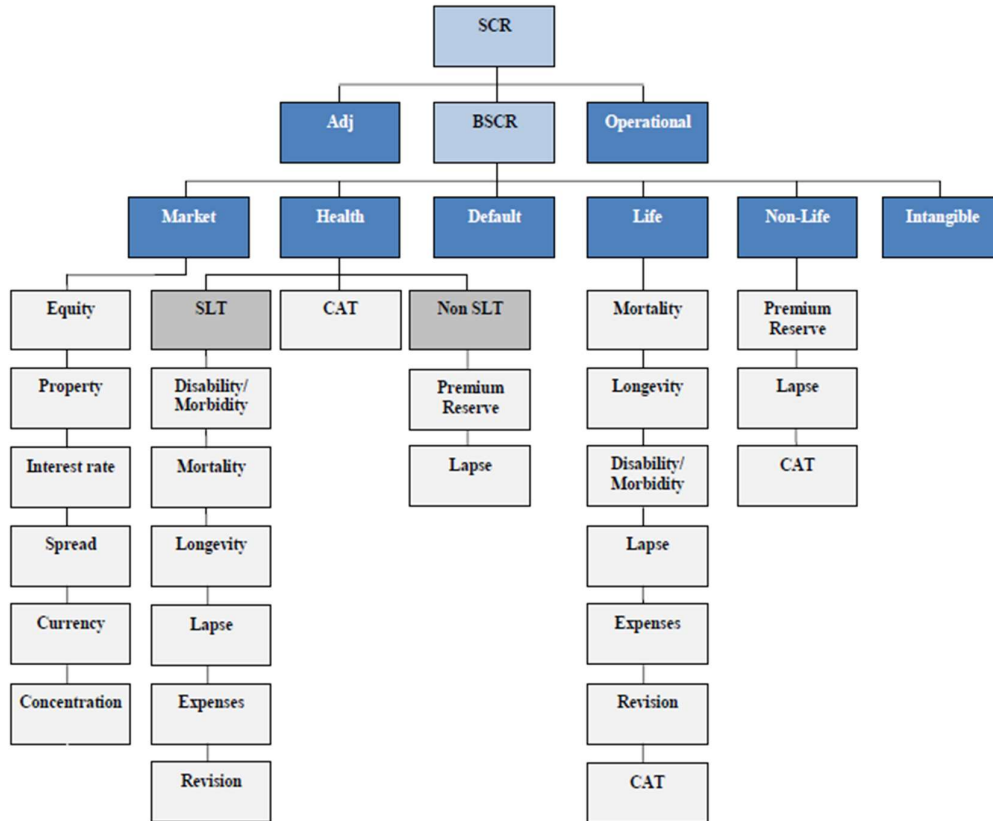 SCR
Adj
BSCR
Operational
Market
Health
Default
Life
Non-Life
Intangible
Equity
SLT
CAT
Non SLT
Mortality
Premium
Reserve
Property
Disability/
Morbidity
Premium
Reserve
Longevity
Lapse
Interest rate
Mortality
Lapse
Disability/
Morbidity
CAT
Spread
Longevity
Lapse
Currency
Lapse
Expenses
Concentration
Expenses
Revision
Revision
CAT